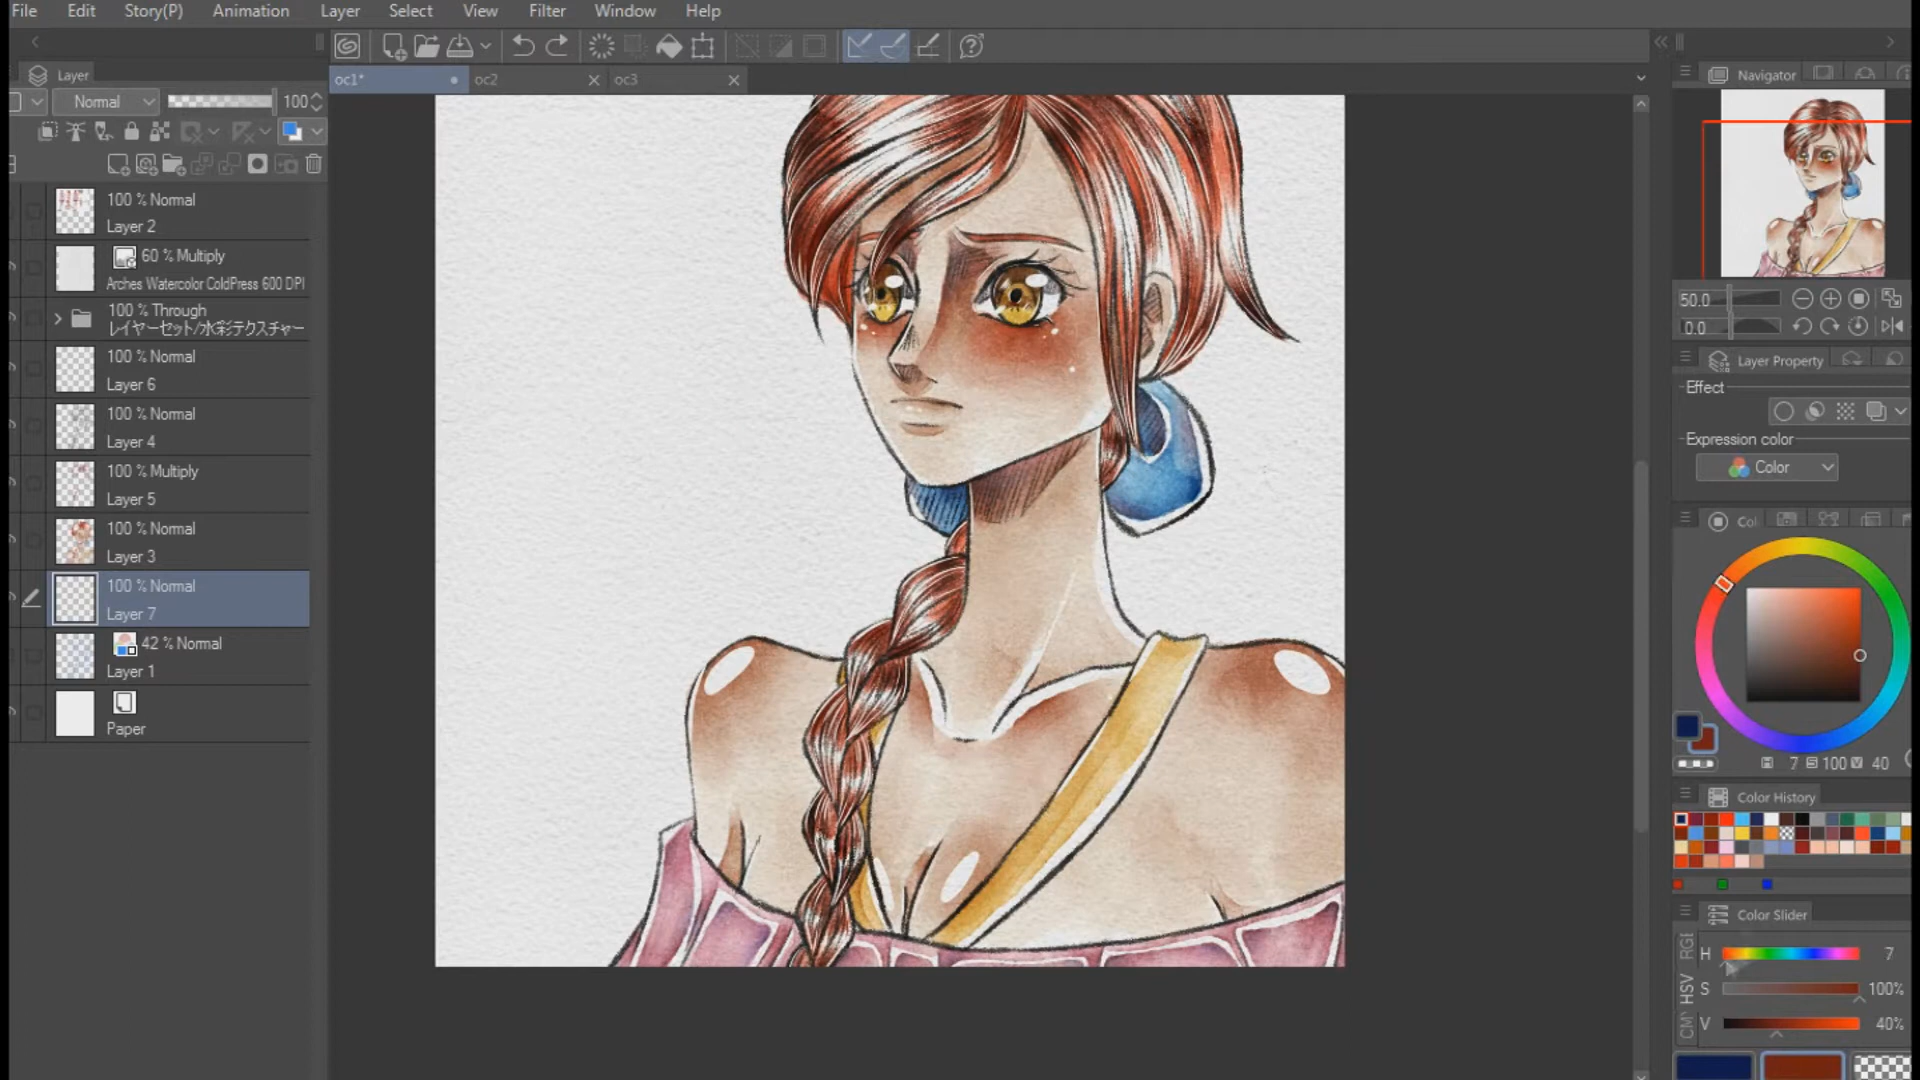 File Edit Story(P) Animation Layer Select View Filter Window Help
oc1* oc2 oc3
Layer
Normal 100
100 % Normal
Layer 2
60 % Multiply
Arches Watercolor ColdPress 600 DPI
100 % Through
レイヤーセット/水彩テクスチャー
100 % Normal
Layer 6
100 % Normal
Layer 4
100 % Multiply
Layer 5
100 % Normal
Layer 3
100 % Normal
Layer 7
42 % Normal
Layer 1
Paper
Navigator
50.0
0.0
Layer Property
Effect
Expression color
Color
Col
H 7 S 100 V 40
Color History
Color Slider
RGB
H 7
HSV
S 100%
CM
V 40%